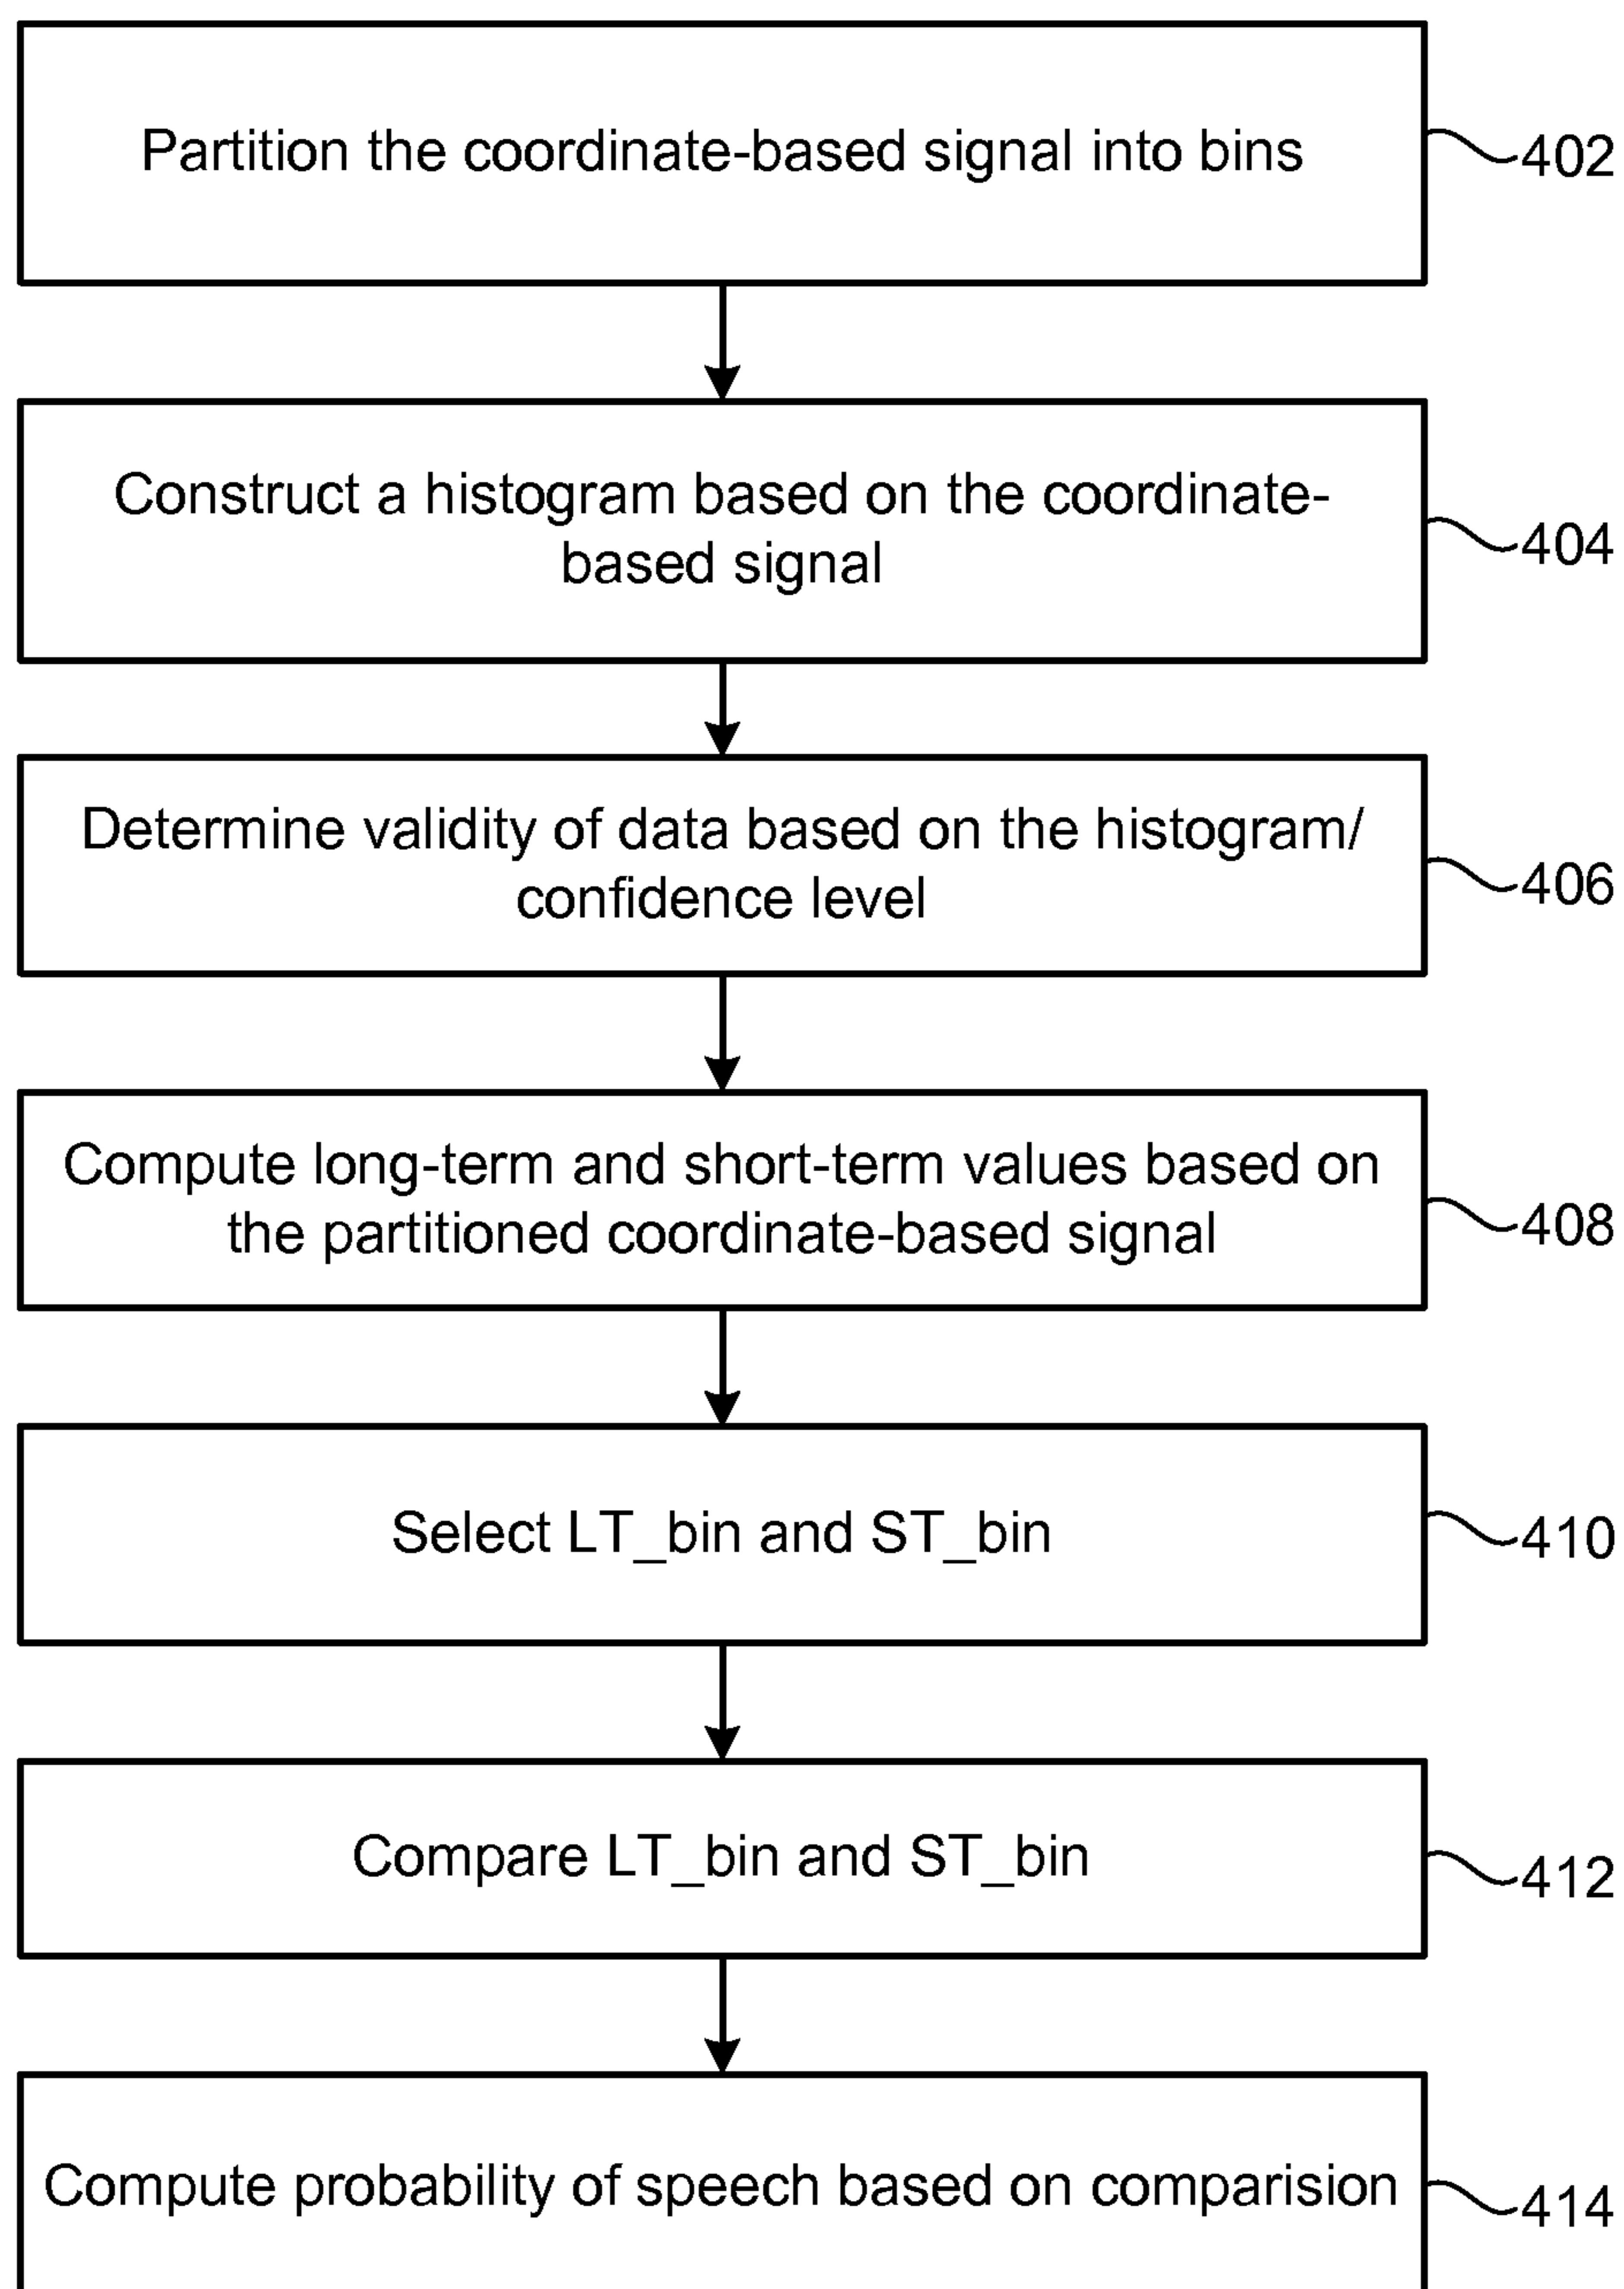 Partition the coordinate-based signal into bins
402
Construct a histogram based on the coordinate-
based signal
404
Determine validity of data based on the histogram/
confidence level
406
Compute long-term and short-term values based on
the partitioned coordinate-based signal
408
Select LT_bin and ST_bin
410
Compare LT_bin and ST_bin
412
Compute probability of speech based on comparision
414